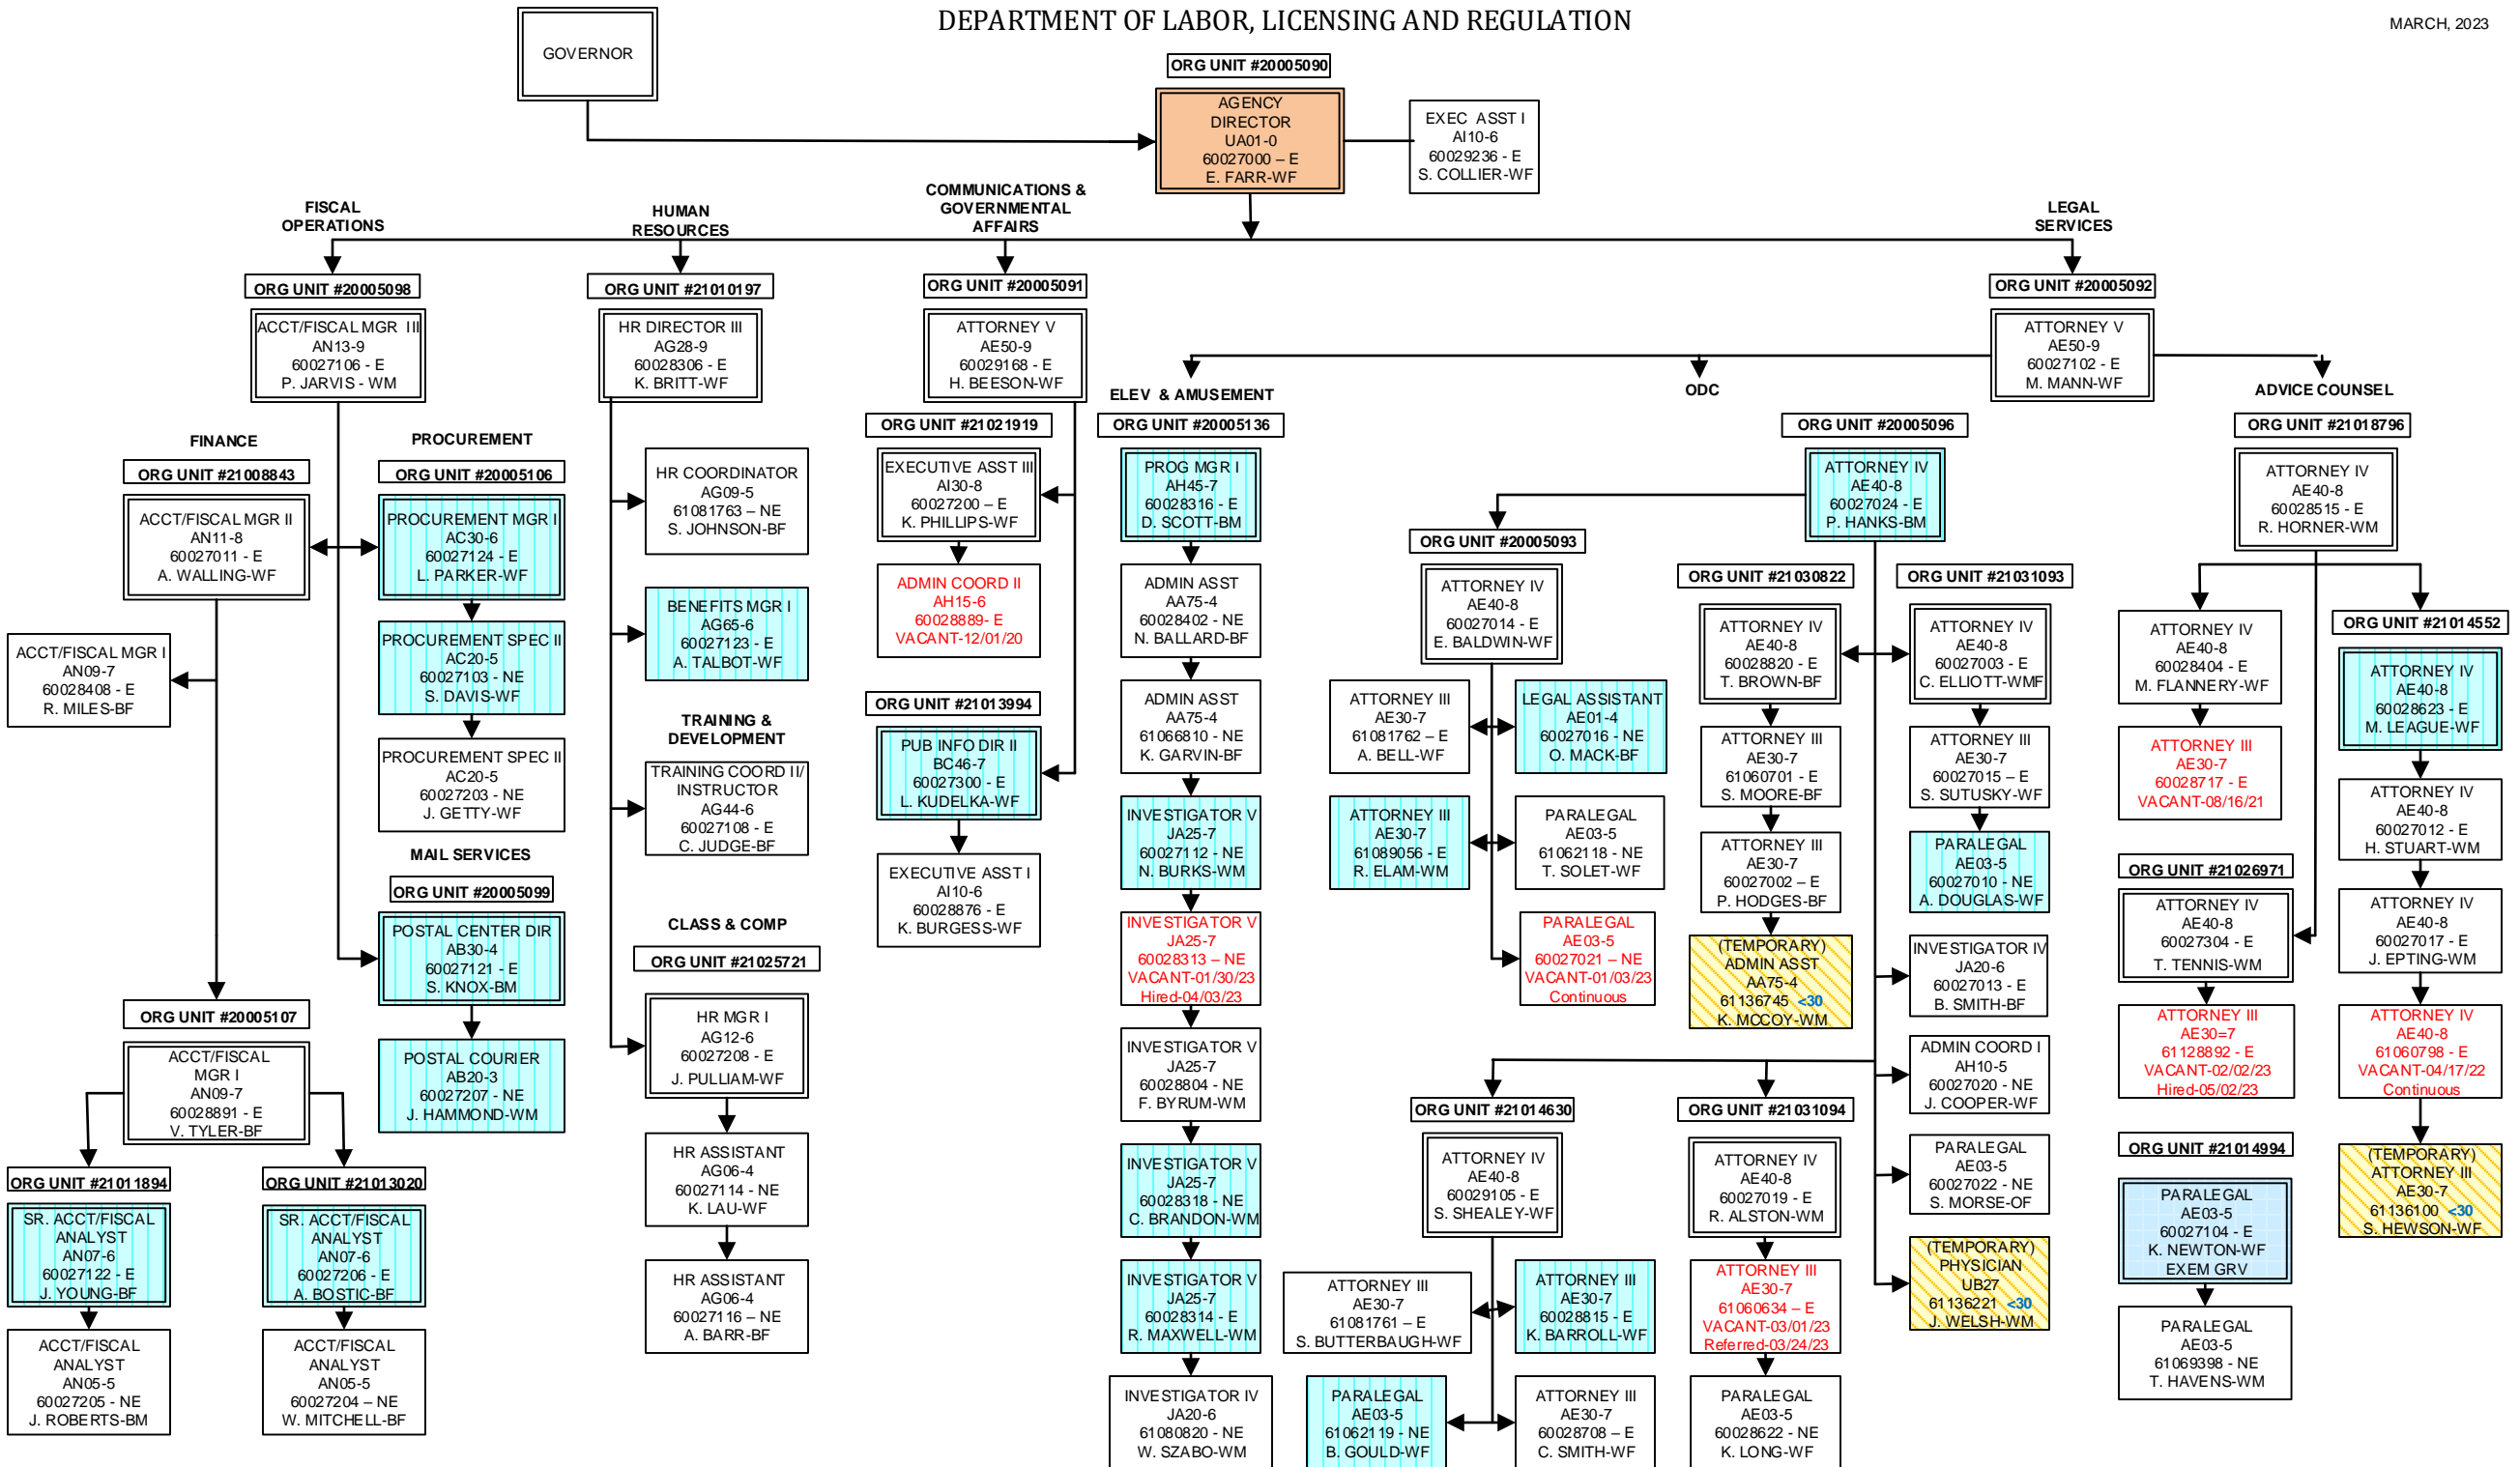 DEPARTMENT OF LABOR, LICENSING AND REGULATION
MARCH, 2023
GOVERNOR
ORG UNIT #20005090
AGENCY
DIRECTOR
UA01-0
60027000 – E
E. FARR-WF
EXEC ASST I
AI10-6
60029236 - E
S. COLLIER-WF
FISCAL
OPERATIONS
HUMAN
RESOURCES
COMMUNICATIONS &
GOVERNMENTAL
AFFAIRS
LEGAL
SERVICES
ORG UNIT #20005098
ACCT/FISCAL MGR III
AN13-9
60027106 - E
P. JARVIS - WM
FINANCE
ORG UNIT #21008843
ACCT/FISCAL MGR II
AN11-8
60027011 - E
A. WALLING-WF
ACCT/FISCAL MGR I
AN09-7
60028408 - E
R. MILES-BF
ORG UNIT #20005107
ACCT/FISCAL
MGR I
AN09-7
60028891 - E
V. TYLER-BF
ORG UNIT #21011894
SR. ACCT/FISCAL
ANALYST
AN07-6
60027122 - E
J. YOUNG-BF
ACCT/FISCAL
ANALYST
AN05-5
60027205 - NE
J. ROBERTS-BM
ORG UNIT #21013020
SR. ACCT/FISCAL
ANALYST
AN07-6
60027206 - E
A. BOSTIC-BF
ACCT/FISCAL
ANALYST
AN05-5
60027204 – NE
W. MITCHELL-BF
PROCUREMENT
ORG UNIT #20005106
PROCUREMENT MGR I
AC30-6
60027124 - E
L. PARKER-WF
PROCUREMENT SPEC II
AC20-5
60027103 - NE
S. DAVIS-WF
PROCUREMENT SPEC II
AC20-5
60027203 - NE
J. GETTY-WF
MAIL SERVICES
ORG UNIT #20005099
POSTAL CENTER DIR
AB30-4
60027121 - E
S. KNOX-BM
POSTAL COURIER
AB20-3
60027207 - NE
J. HAMMOND-WM
ORG UNIT #21010197
HR DIRECTOR III
AG28-9
60028306 - E
K. BRITT-WF
HR COORDINATOR
AG09-5
61081763 – NE
S. JOHNSON-BF
BENEFITS MGR I
AG65-6
60027123 - E
A. TALBOT-WF
TRAINING &
DEVELOPMENT
TRAINING COORD II/
INSTRUCTOR
AG44-6
60027108 - E
C. JUDGE-BF
CLASS & COMP
ORG UNIT #21025721
HR MGR I
AG12-6
60027208 - E
J. PULLIAM-WF
HR ASSISTANT
AG06-4
60027114 - NE
K. LAU-WF
HR ASSISTANT
AG06-4
60027116 - NE
A. BARR-BF
ORG UNIT #20005091
ATTORNEY V
AE50-9
60029168 - E
H. BEESON-WF
ORG UNIT #21021919
EXECUTIVE ASST III
AI30-8
60027200 – E
K. PHILLIPS-WF
ADMIN COORD II
AH15-6
60028889- E
VACANT-12/01/20
ORG UNIT #21013994
PUB INFO DIR II
BC46-7
60027300 - E
L. KUDELKA-WF
EXECUTIVE ASST I
AI10-6
60028876 - E
K. BURGESS-WF
ORG UNIT #20005092
ATTORNEY V
AE50-9
60027102 - E
M. MANN-WF
ELEV & AMUSEMENT
ORG UNIT #20005136
PROG MGR I
AH45-7
60028316 - E
D. SCOTT-BM
ADMIN ASST
AA75-4
60028402 - NE
N. BALLARD-BF
ADMIN ASST
AA75-4
61066810 - NE
K. GARVIN-BF
INVESTIGATOR V
JA25-7
60027112 - NE
N. BURKS-WM
INVESTIGATOR V
JA25-7
60028313 – NE
VACANT-01/30/23
Hired-04/03/23
INVESTIGATOR V
JA25-7
60028804 - NE
F. BYRUM-WM
INVESTIGATOR V
JA25-7
60028318 - NE
C. BRANDON-WM
INVESTIGATOR V
JA25-7
60028314 - E
R. MAXWELL-WM
INVESTIGATOR IV
JA20-6
61080820 - NE
W. SZABO-WM
ODC
ORG UNIT #20005096
ATTORNEY IV
AE40-8
60027024 - E
P. HANKS-BM
ORG UNIT #20005093
ATTORNEY IV
AE40-8
60027014 - E
E. BALDWIN-WF
ATTORNEY III
AE30-7
61081762 – E
A. BELL-WF
LEGAL ASSISTANT
AE01-4
60027016 - NE
O. MACK-BF
ATTORNEY III
AE30-7
61089056 - E
R. ELAM-WM
PARALEGAL
AE03-5
61062118 - NE
T. SOLET-WF
PARALEGAL
AE03-5
60027021 – NE
VACANT-01/03/23
Continuous
ORG UNIT #21030822
ATTORNEY IV
AE40-8
60028820 - E
T. BROWN-BF
ATTORNEY III
AE30-7
61060701 - E
S. MOORE-BF
ATTORNEY III
AE30-7
60027002 – E
P. HODGES-BF
(TEMPORARY)
ADMIN ASST
AA75-4
61136745 <30
K. MCCOY-WM
ORG UNIT #21031093
ATTORNEY IV
AE40-8
60027003 - E
C. ELLIOTT-WMF
ATTORNEY III
AE30-7
60027015 – E
S. SUTUSKY-WF
PARALEGAL
AE03-5
60027010 - NE
A. DOUGLAS-WF
INVESTIGATOR IV
JA20-6
60027013 - E
B. SMITH-BF
ADMIN COORD I
AH10-5
60027020 - NE
J. COOPER-WF
PARALEGAL
AE03-5
60027022 - NE
S. MORSE-OF
(TEMPORARY)
PHYSICIAN
UB27
61136221 <30
J. WELSH-WM
ORG UNIT #21014630
ATTORNEY IV
AE40-8
60029105 - E
S. SHEALEY-WF
ATTORNEY III
AE30-7
61081761 – E
S. BUTTERBAUGH-WF
ATTORNEY III
AE30-7
60028815 - E
K. BARROLL-WF
PARALEGAL
AE03-5
61062119 - NE
B. GOULD-WF
ATTORNEY III
AE30-7
60028708 – E
C. SMITH-WF
ORG UNIT #21031094
ATTORNEY IV
AE40-8
60027019 - E
R. ALSTON-WM
ATTORNEY III
AE30-7
61060634 – E
VACANT-03/01/23
Referred-03/24/23
PARALEGAL
AE03-5
60028622 - NE
K. LONG-WF
ADVICE COUNSEL
ORG UNIT #21018796
ATTORNEY IV
AE40-8
60028515 - E
R. HORNER-WM
ATTORNEY IV
AE40-8
60028404 - E
M. FLANNERY-WF
ATTORNEY III
AE30-7
60028717 - E
VACANT-08/16/21
ORG UNIT #21026971
ATTORNEY IV
AE40-8
60027304 - E
T. TENNIS-WM
ATTORNEY III
AE30=7
61128892 - E
VACANT-02/02/23
Hired-05/02/23
ORG UNIT #21014994
PARALEGAL
AE03-5
60027104 - E
K. NEWTON-WF
EXEM GRV
PARALEGAL
AE03-5
61069398 - NE
T. HAVENS-WM
ORG UNIT #21014552
ATTORNEY IV
AE40-8
60028623 - E
M. LEAGUE-WF
ATTORNEY IV
AE40-8
60027012 - E
H. STUART-WM
ATTORNEY IV
AE40-8
60027017 - E
J. EPTING-WM
ATTORNEY IV
AE40-8
61060798 - E
VACANT-04/17/22
Continuous
(TEMPORARY)
ATTORNEY III
AE30-7
61136100 <30
S. HEWSON-WF